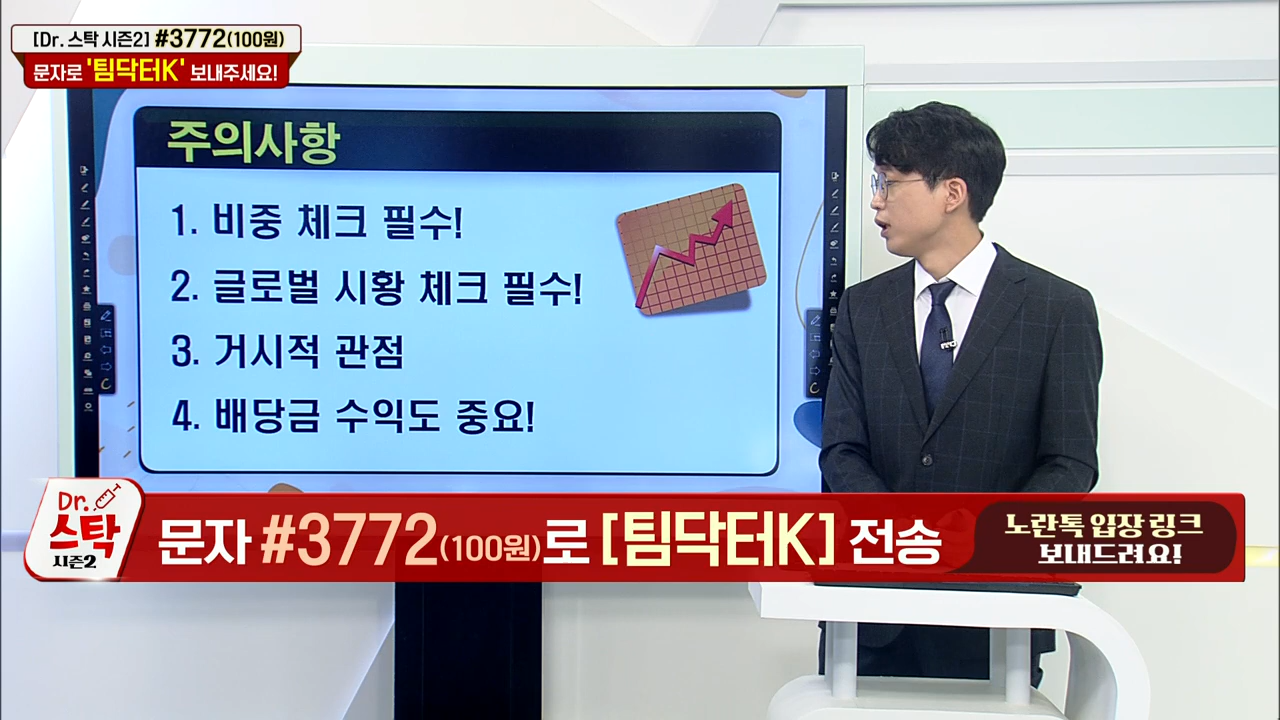 [Dr. 스탁 시즌2] #3772(100원)
문자로 '팀닥터K' 보내주세요!
주의사항
1. 비중 체크 필수!
2. 글로벌 시황 체크 필수!
3. 거시적 관점
4. 배당금 수익도 중요!
Dr.
스탁
시즌2
문자 #3772(100원)로 [팀닥터K] 전송
노란톡 입장 링크
보내드려요!